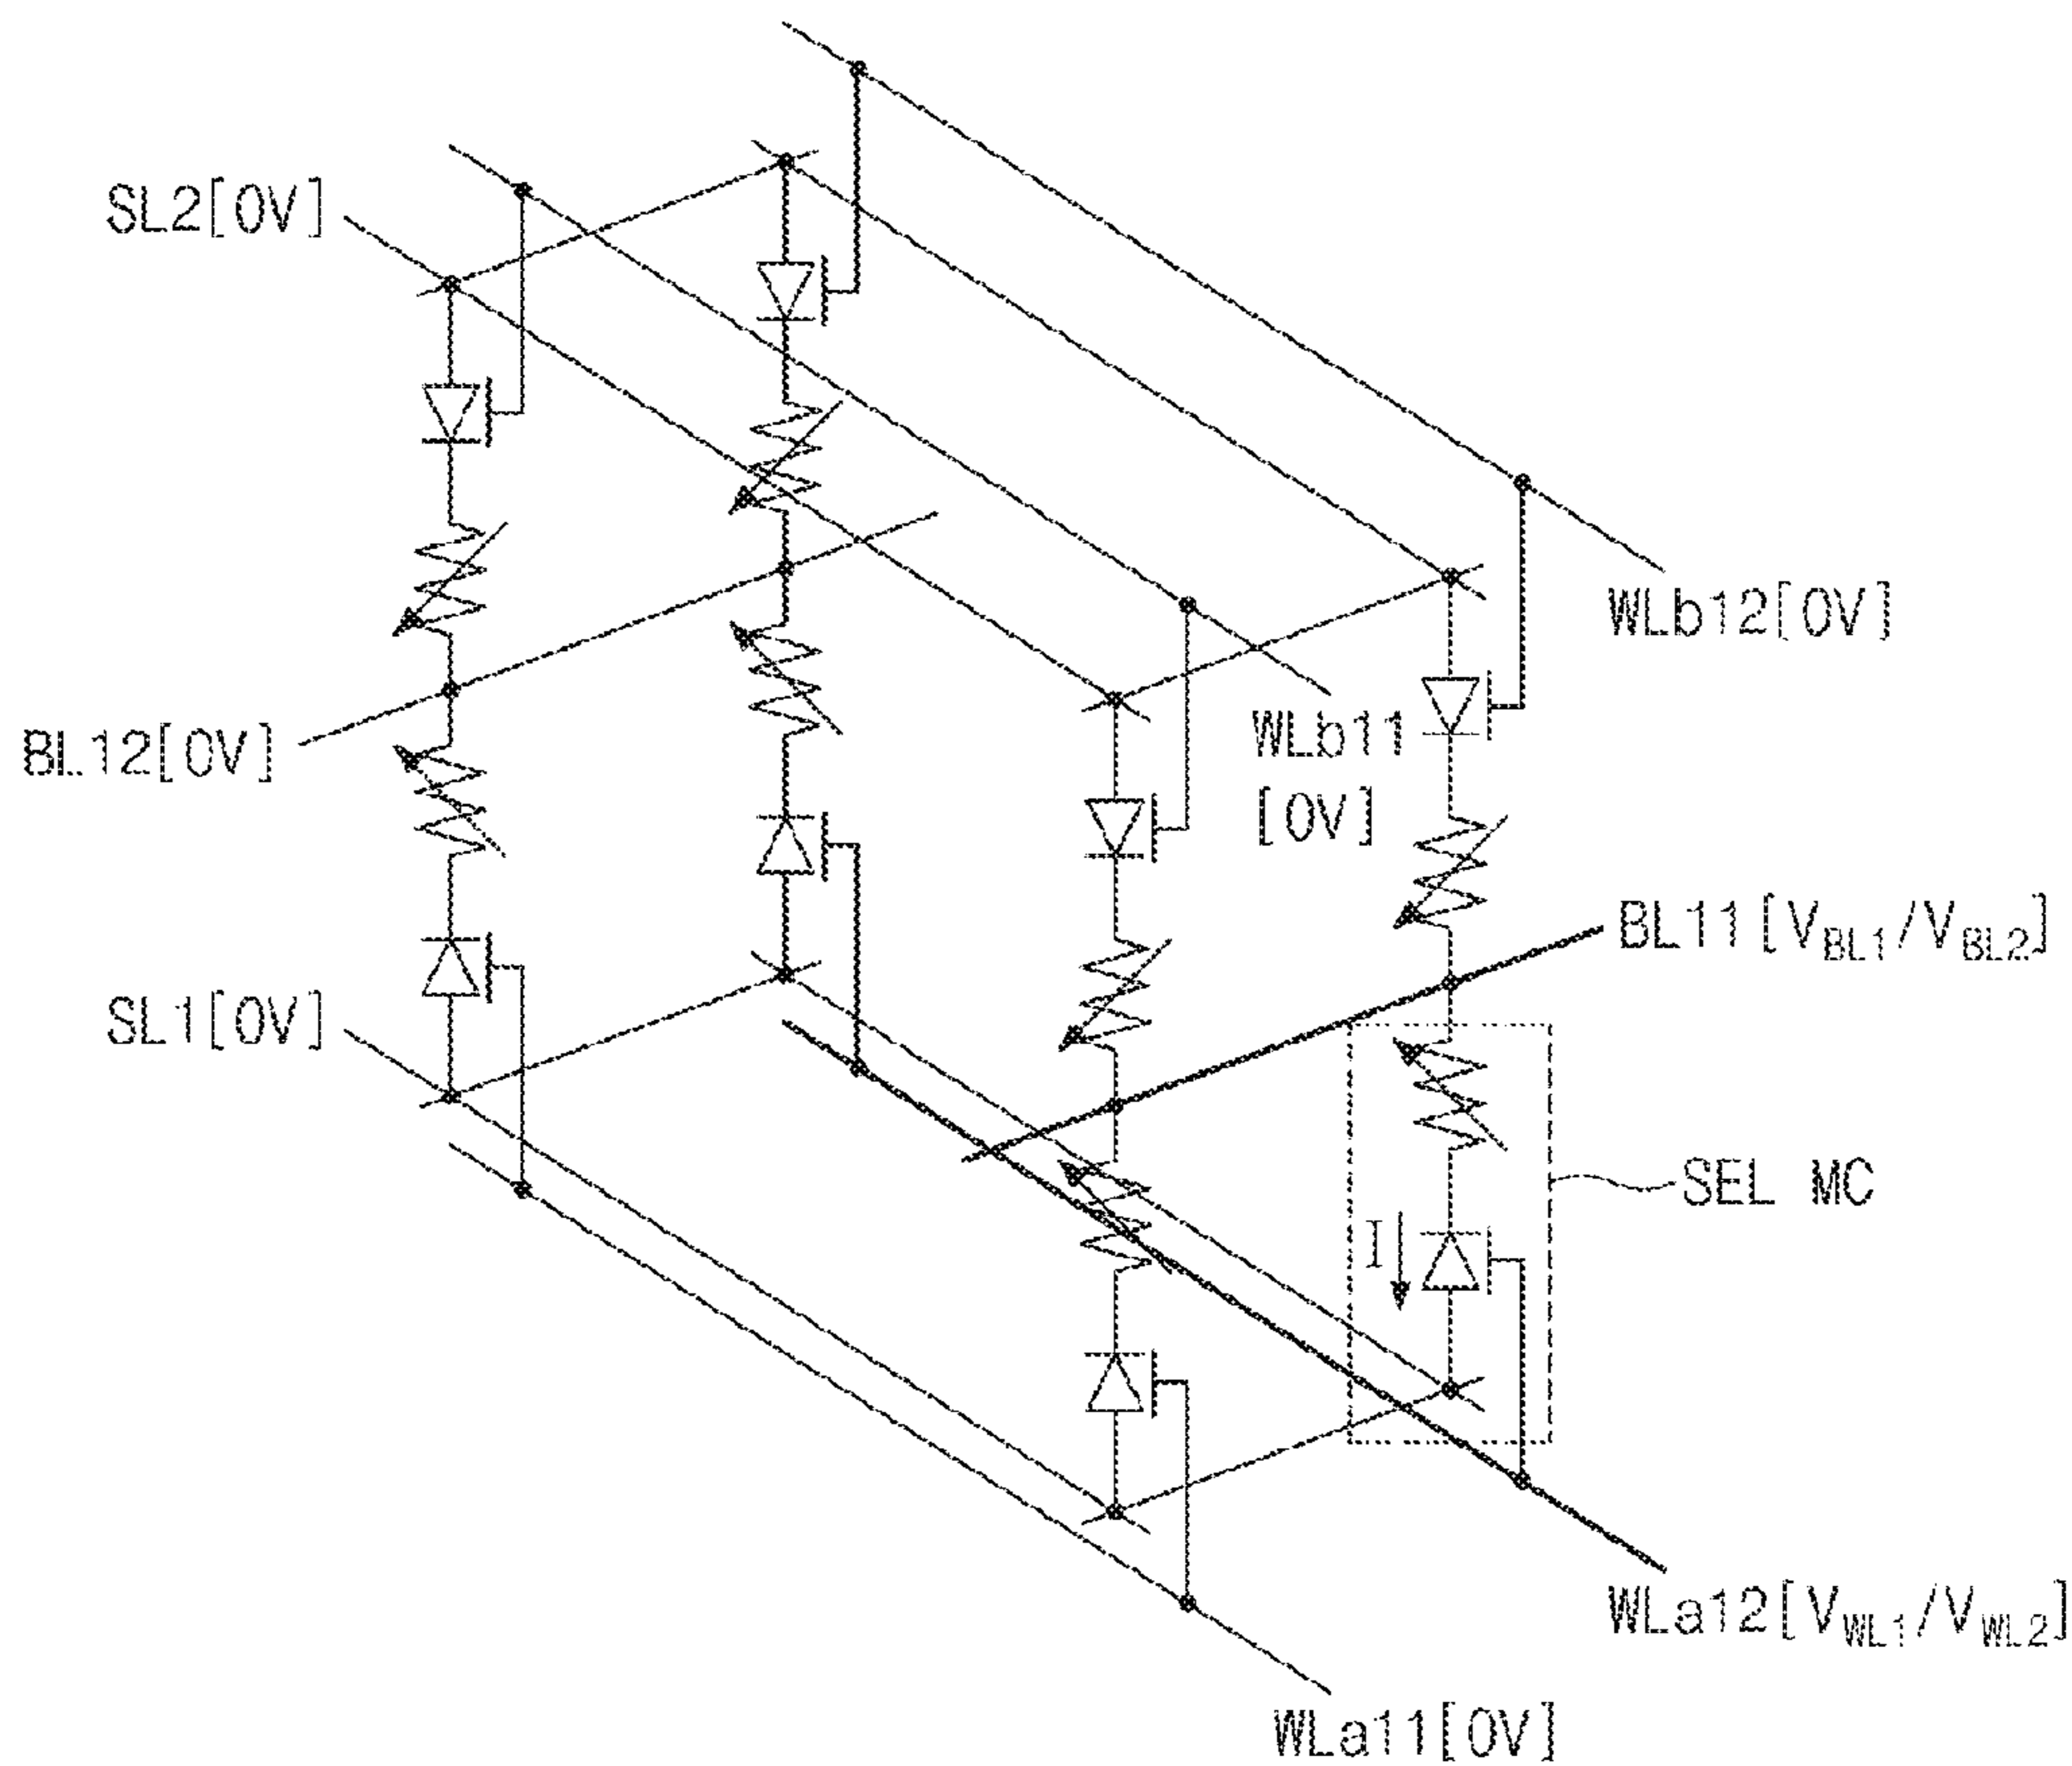 SL2[0V]
WLb12[0V]
BL12[0V]
WLb11
[0V]
BL11[VBL1/VBL2]
SL1[0V]
SEL MC
I
WLa12[VWL1/VWL2]
WLa11[0V]